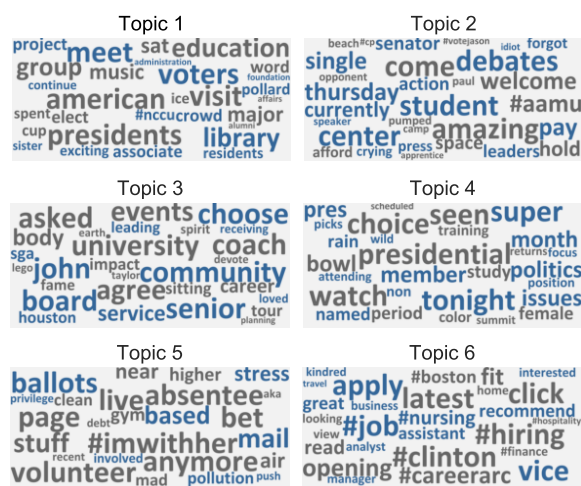 Topic 1
project meet sat education
administration
group music voters word
foundation
continue pollard
american ice visit affairs
spent elect #nccu crowd major
cup presidents alumni library
sister exciting associate residents
Topic 2
beach #cp senator #votejason idiot forgot
single come debates
opponent paul
thursday action welcome
currently student #aamu
speaker pumped
center camp amazing pay
press space leaders hold
afford crying apprentice
Topic 3
asked events choose
leading spirit receiving
body earth university coach
sga devote
lego john impact community
taylor
fame agree sitting career
board loved
houston service senior tour
planning
Topic 4
pres scheduled seen super
picks choice training
rain wild month
presidential returns focus
bowl member study politics
attending position
watch non tonight issues
named period color summit female
Topic 5
near higher stress
ballots absentee
privilege clean live aka
page debt gym based bet
stuff #imwithher mail
recent involved anymore air
volunteer mad pollution push
Topic 6
kindred #boston fit interested
travel apply latest home click
great business recommend
looking #job #nursing #hospitality
view assistant #hiring
read analyst #clinton #finance
opening #careerarc vice
manager